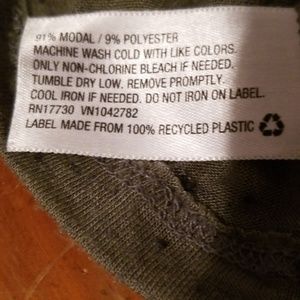 91% MODAL / 9% POLYESTER
MACHINE WASH COLD WITH LIKE COLORS.
ONLY NON-CHLORINE BLEACH IF NEEDED.
TUMBLE DRY LOW. REMOVE PROMPTLY.
COOL IRON IF NEEDED. DO NOT IRON ON LABEL.
RN17730 VN1042782
LABEL MADE FROM 100% RECYCLED PLASTIC